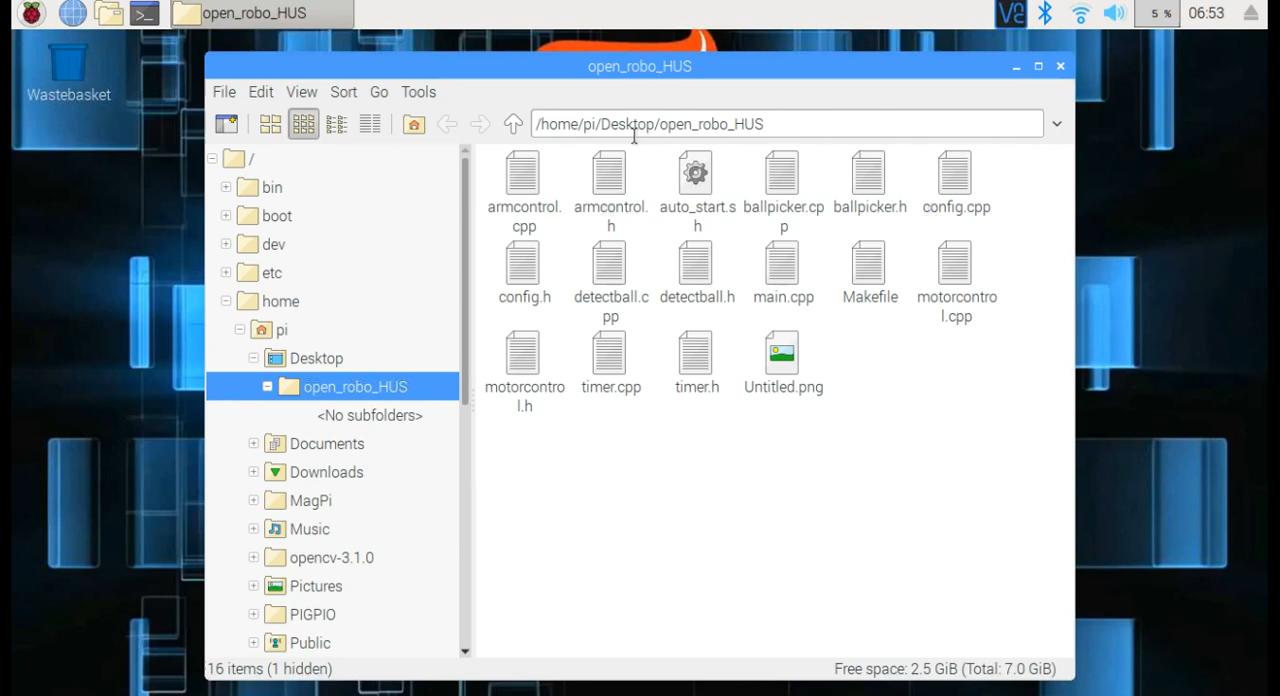 open_robo_HUS
V2
5 %
06:53
Wastebasket
open_robo_HUS
File Edit View Sort Go Tools
/home/pi/Desktop/open_robo_HUS
/
bin
boot
dev
etc
home
pi
Desktop
open_robo_HUS
<No subfolders>
Documents
Downloads
MagPi
Music
opencv-3.1.0
Pictures
PIGPIO
Public
armcontrol.
cpp
armcontrol.
h
auto_start.s
h
ballpicker.cp
p
ballpicker.h
config.cpp
config.h
detectball.c
pp
detectball.h
main.cpp
Makefile
motorcontro
l.cpp
motorcontro
l.h
timer.cpp
timer.h
Untitled.png
16 items (1 hidden)
Free space: 2.5 GiB (Total: 7.0 GiB)